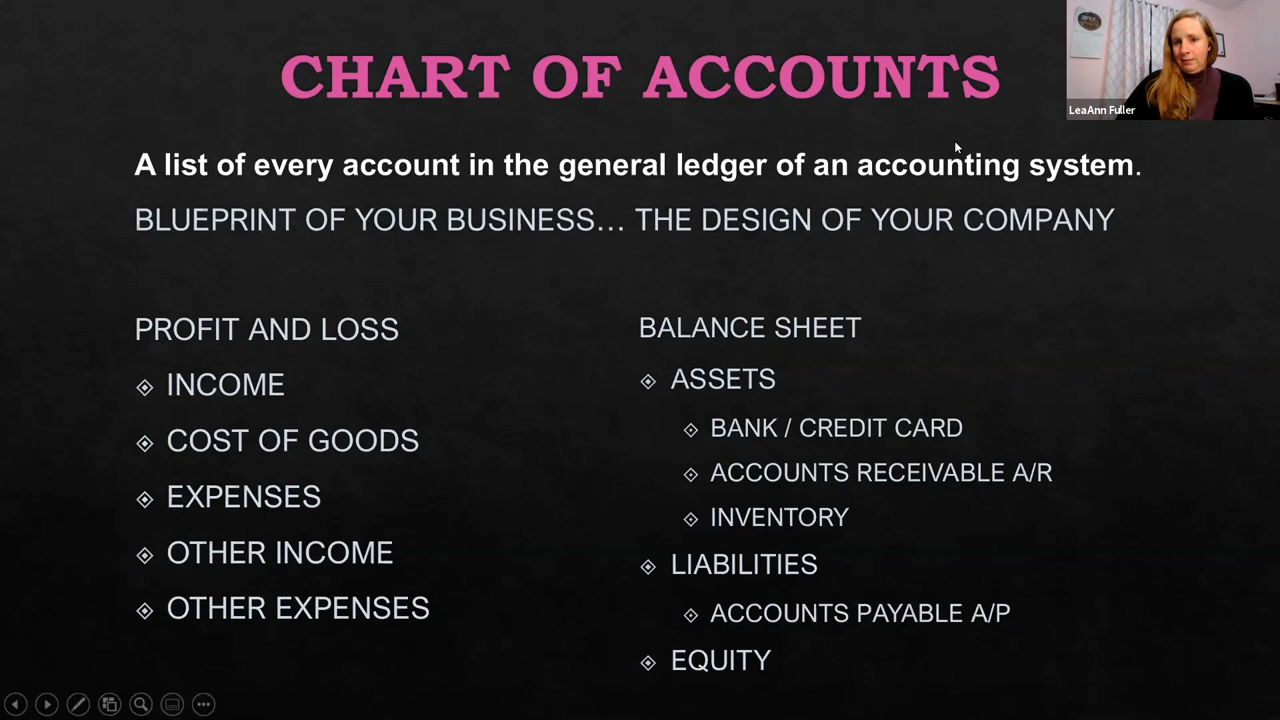 CHART OF ACCOUNTS
LeaAnn Fuller
A list of every account in the general ledger of an accounting system.
BLUEPRINT OF YOUR BUSINESS… THE DESIGN OF YOUR COMPANY
PROFIT AND LOSS
INCOME
COST OF GOODS
EXPENSES
OTHER INCOME
OTHER EXPENSES
BALANCE SHEET
ASSETS
BANK / CREDIT CARD
ACCOUNTS RECEIVABLE A/R
INVENTORY
LIABILITIES
ACCOUNTS PAYABLE A/P
EQUITY